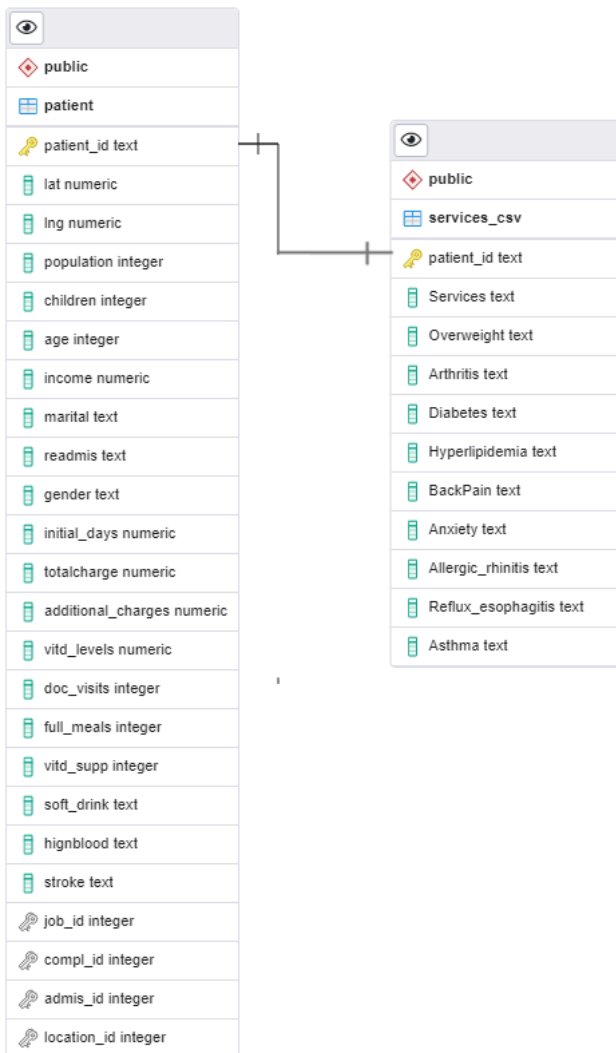 public
patient
patient_id text
lat numeric
lng numeric
population integer
children integer
age integer
income numeric
marital text
readmis text
gender text
initial_days numeric
totalcharge numeric
additional_charges numeric
vitd_levels numeric
doc_visits integer
full_meals integer
vitd_supp integer
soft_drink text
hignblood text
stroke text
job_id integer
compl_id integer
admis_id integer
location_id integer
public
services_csv
patient_id text
Services text
Overweight text
Arthritis text
Diabetes text
Hyperlipidemia text
BackPain text
Anxiety text
Allergic_rhinitis text
Reflux_esophagitis text
Asthma text